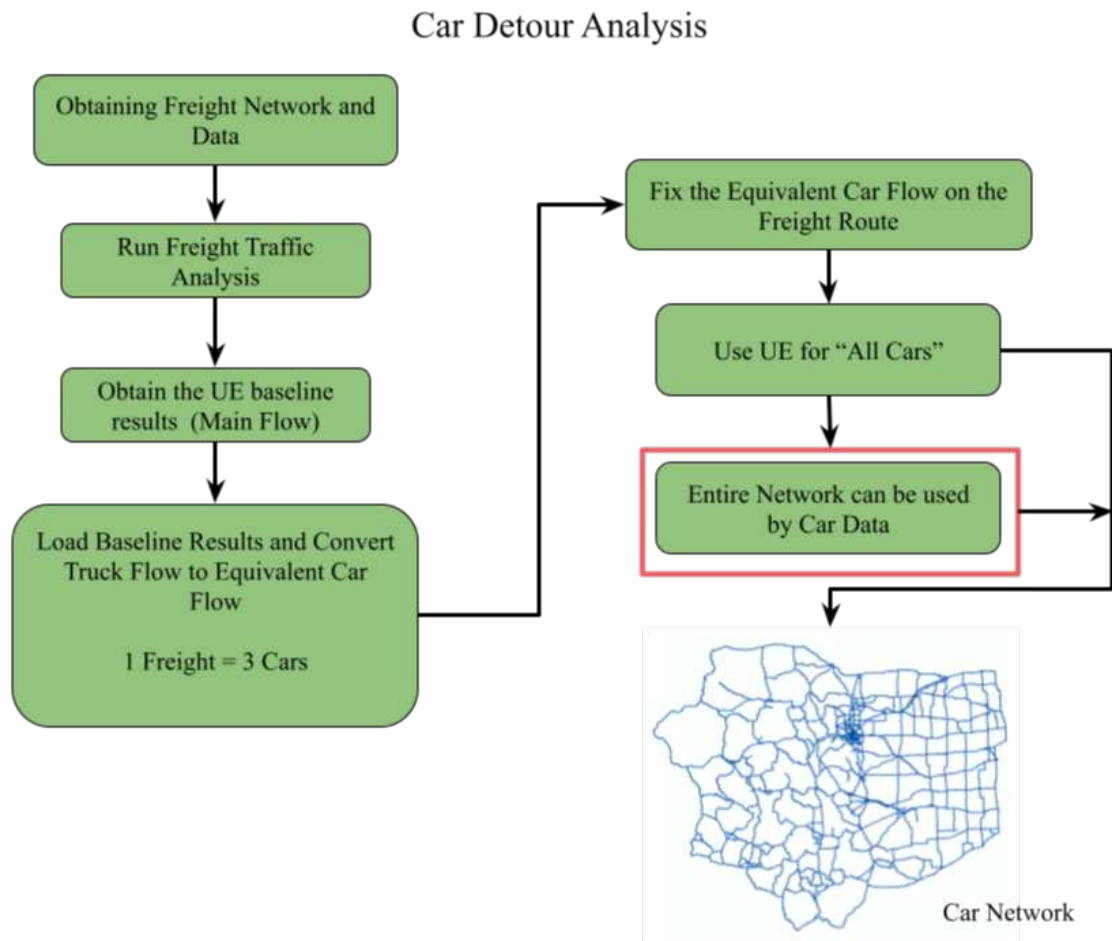 Car Detour Analysis
Obtaining Freight Network and
Data
Run Freight Traffic
Analysis
Obtain the UE baseline
results (Main Flow)
Load Baseline Results and Convert
Truck Flow to Equivalent Car
Flow
1 Freight = 3 Cars
Fix the Equivalent Car Flow on the
Freight Route
Use UE for “All Cars”
Entire Network can be used
by Car Data
Car Network